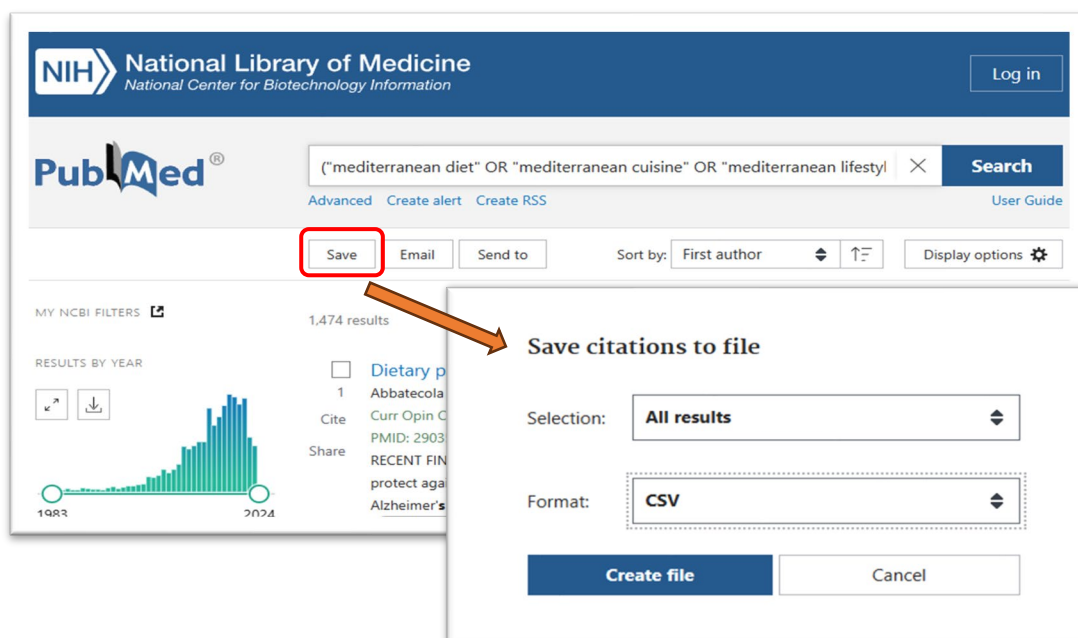 NIH National Library of Medicine
National Center for Biotechnology Information
Log in
PubMed®
("mediterranean diet" OR "mediterranean cuisine" OR "mediterranean lifestyl
Search
Advanced Create alert Create RSS
User Guide
Save Email Send to
Sort by: First author
Display options
MY NCBI FILTERS
1,474 results
RESULTS BY YEAR
1983 2024
1
Cite
Share
Dietary p
Abbatecola
Curr Opin C
PMID: 2903
RECENT FIN
protect aga
Alzheimer's
Save citations to file
Selection: All results
Format: CSV
Create file Cancel